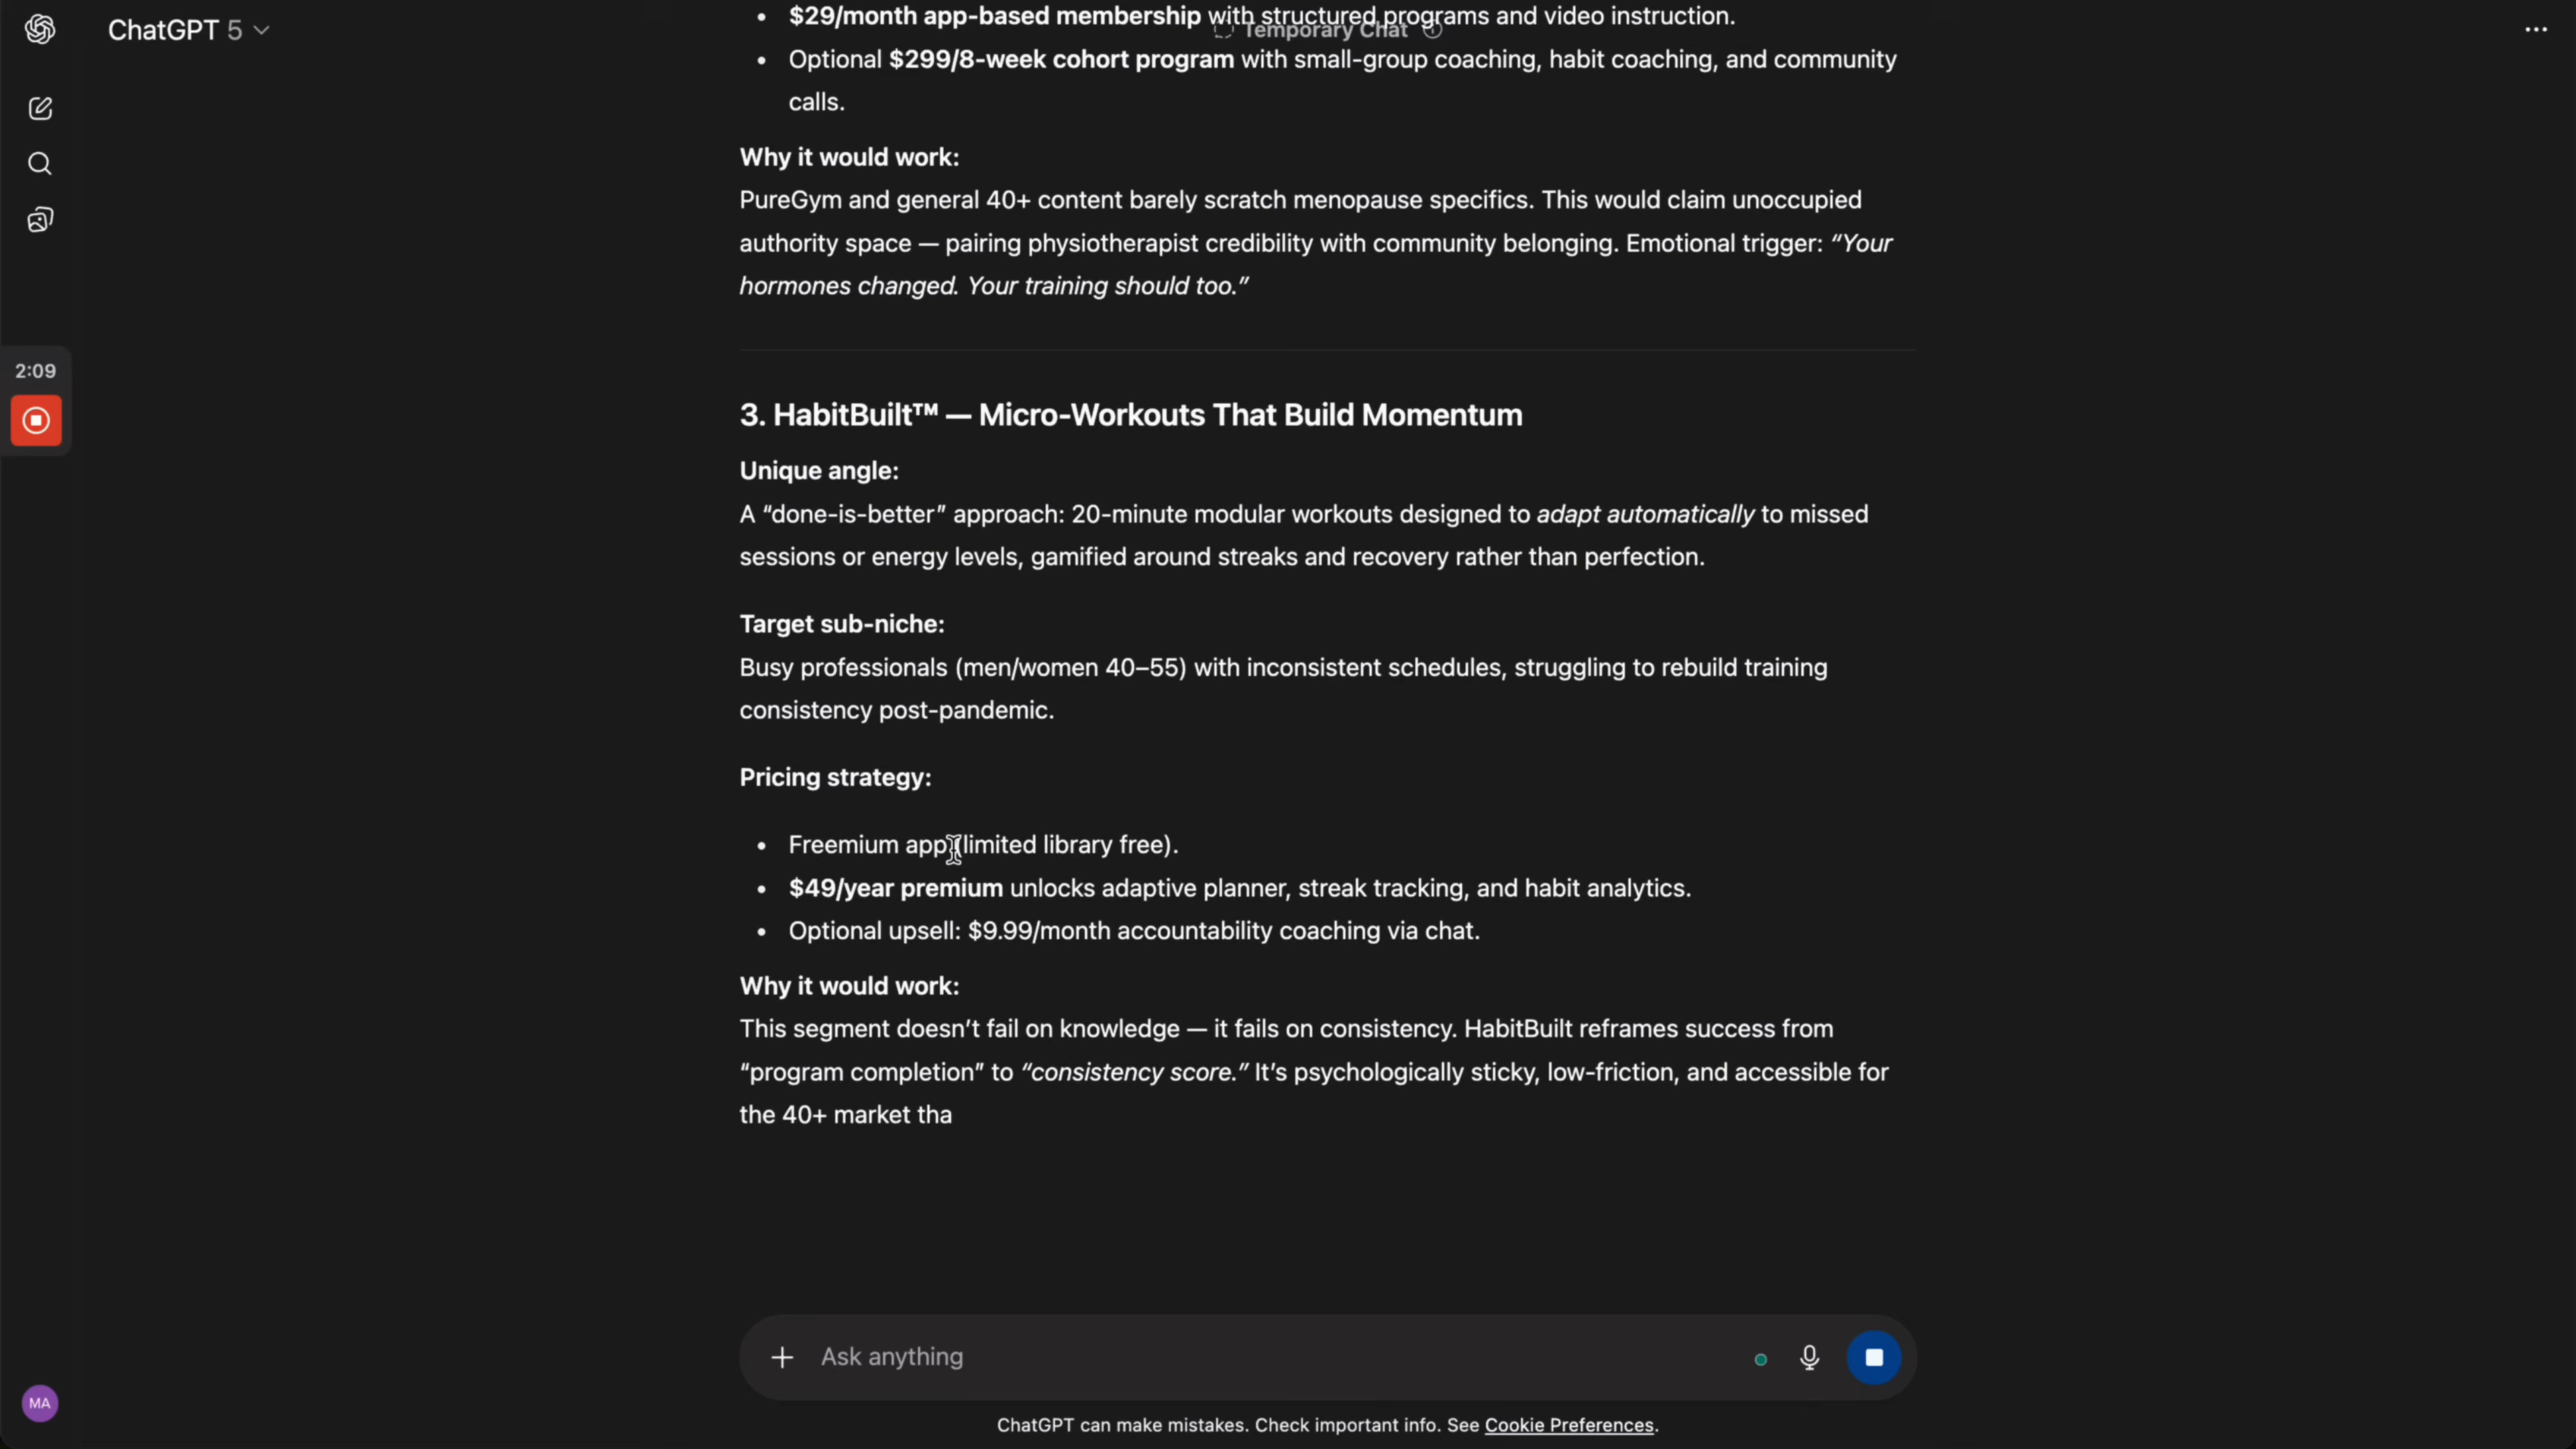 ChatGPT 5
Temporary Chat
• $29/month app-based membership with structured programs and video instruction.
• Optional $299/8-week cohort program with small-group coaching, habit coaching, and community
calls.
Why it would work:
PureGym and general 40+ content barely scratch menopause specifics. This would claim unoccupied
authority space — pairing physiotherapist credibility with community belonging. Emotional trigger: “Your
hormones changed. Your training should too.”
2:09
3. HabitBuilt™ — Micro-Workouts That Build Momentum
Unique angle:
A “done-is-better” approach: 20-minute modular workouts designed to adapt automatically to missed
sessions or energy levels, gamified around streaks and recovery rather than perfection.
Target sub-niche:
Busy professionals (men/women 40–55) with inconsistent schedules, struggling to rebuild training
consistency post-pandemic.
Pricing strategy:
• Freemium app (limited library free).
• $49/year premium unlocks adaptive planner, streak tracking, and habit analytics.
• Optional upsell: $9.99/month accountability coaching via chat.
Why it would work:
This segment doesn’t fail on knowledge — it fails on consistency. HabitBuilt reframes success from
“program completion” to “consistency score.” It’s psychologically sticky, low-friction, and accessible for
the 40+ market tha
Ask anything
MA
ChatGPT can make mistakes. Check important info. See Cookie Preferences.